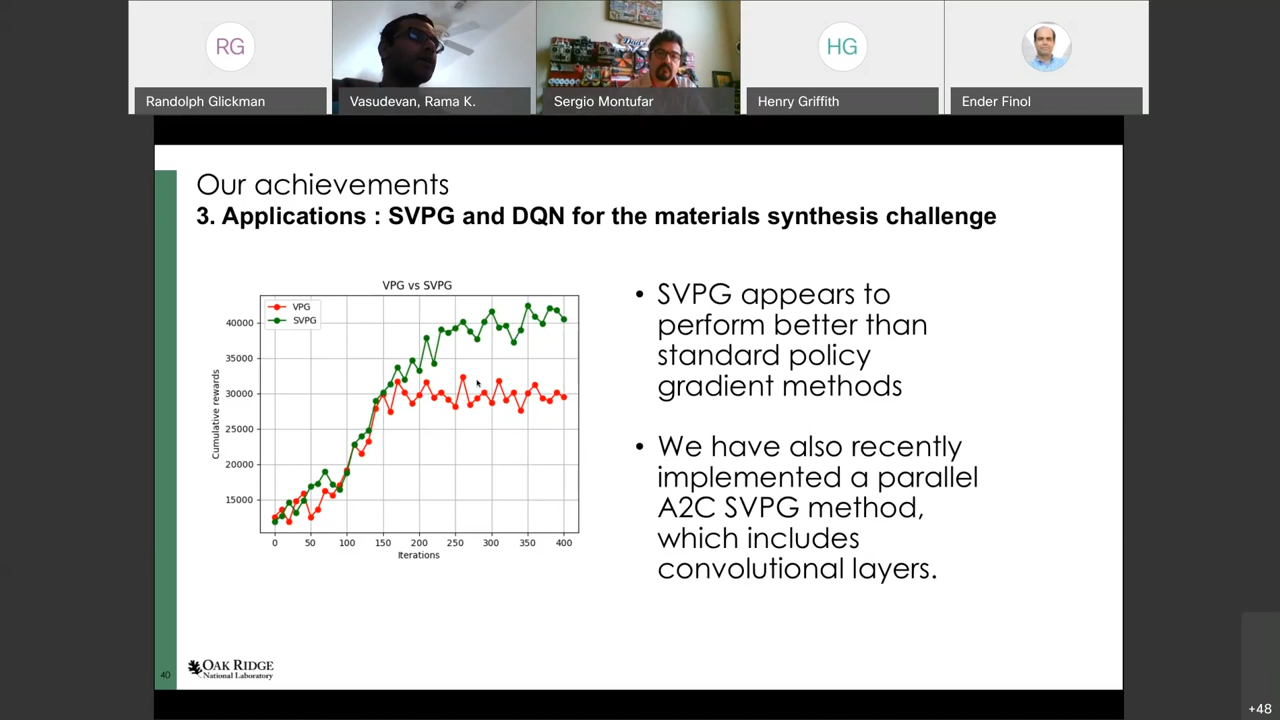 RG
HG
Randolph Glickman
Vasudevan, Rama K.
Sergio Montufar
Henry Griffith
Ender Finol
Our achievements
3. Applications : SVPG and DQN for the materials synthesis challenge
VPG vs SVPG
VPG
SVPG
40000
35000
30000
25000
20000
15000
Cumulative rewards
0 50 100 150 200 250 300 350 400
Iterations
• SVPG appears to
perform better than
standard policy
gradient methods
• We have also recently
implemented a parallel
A2C SVPG method,
which includes
convolutional layers.
40
OAK RIDGE
National Laboratory
+48